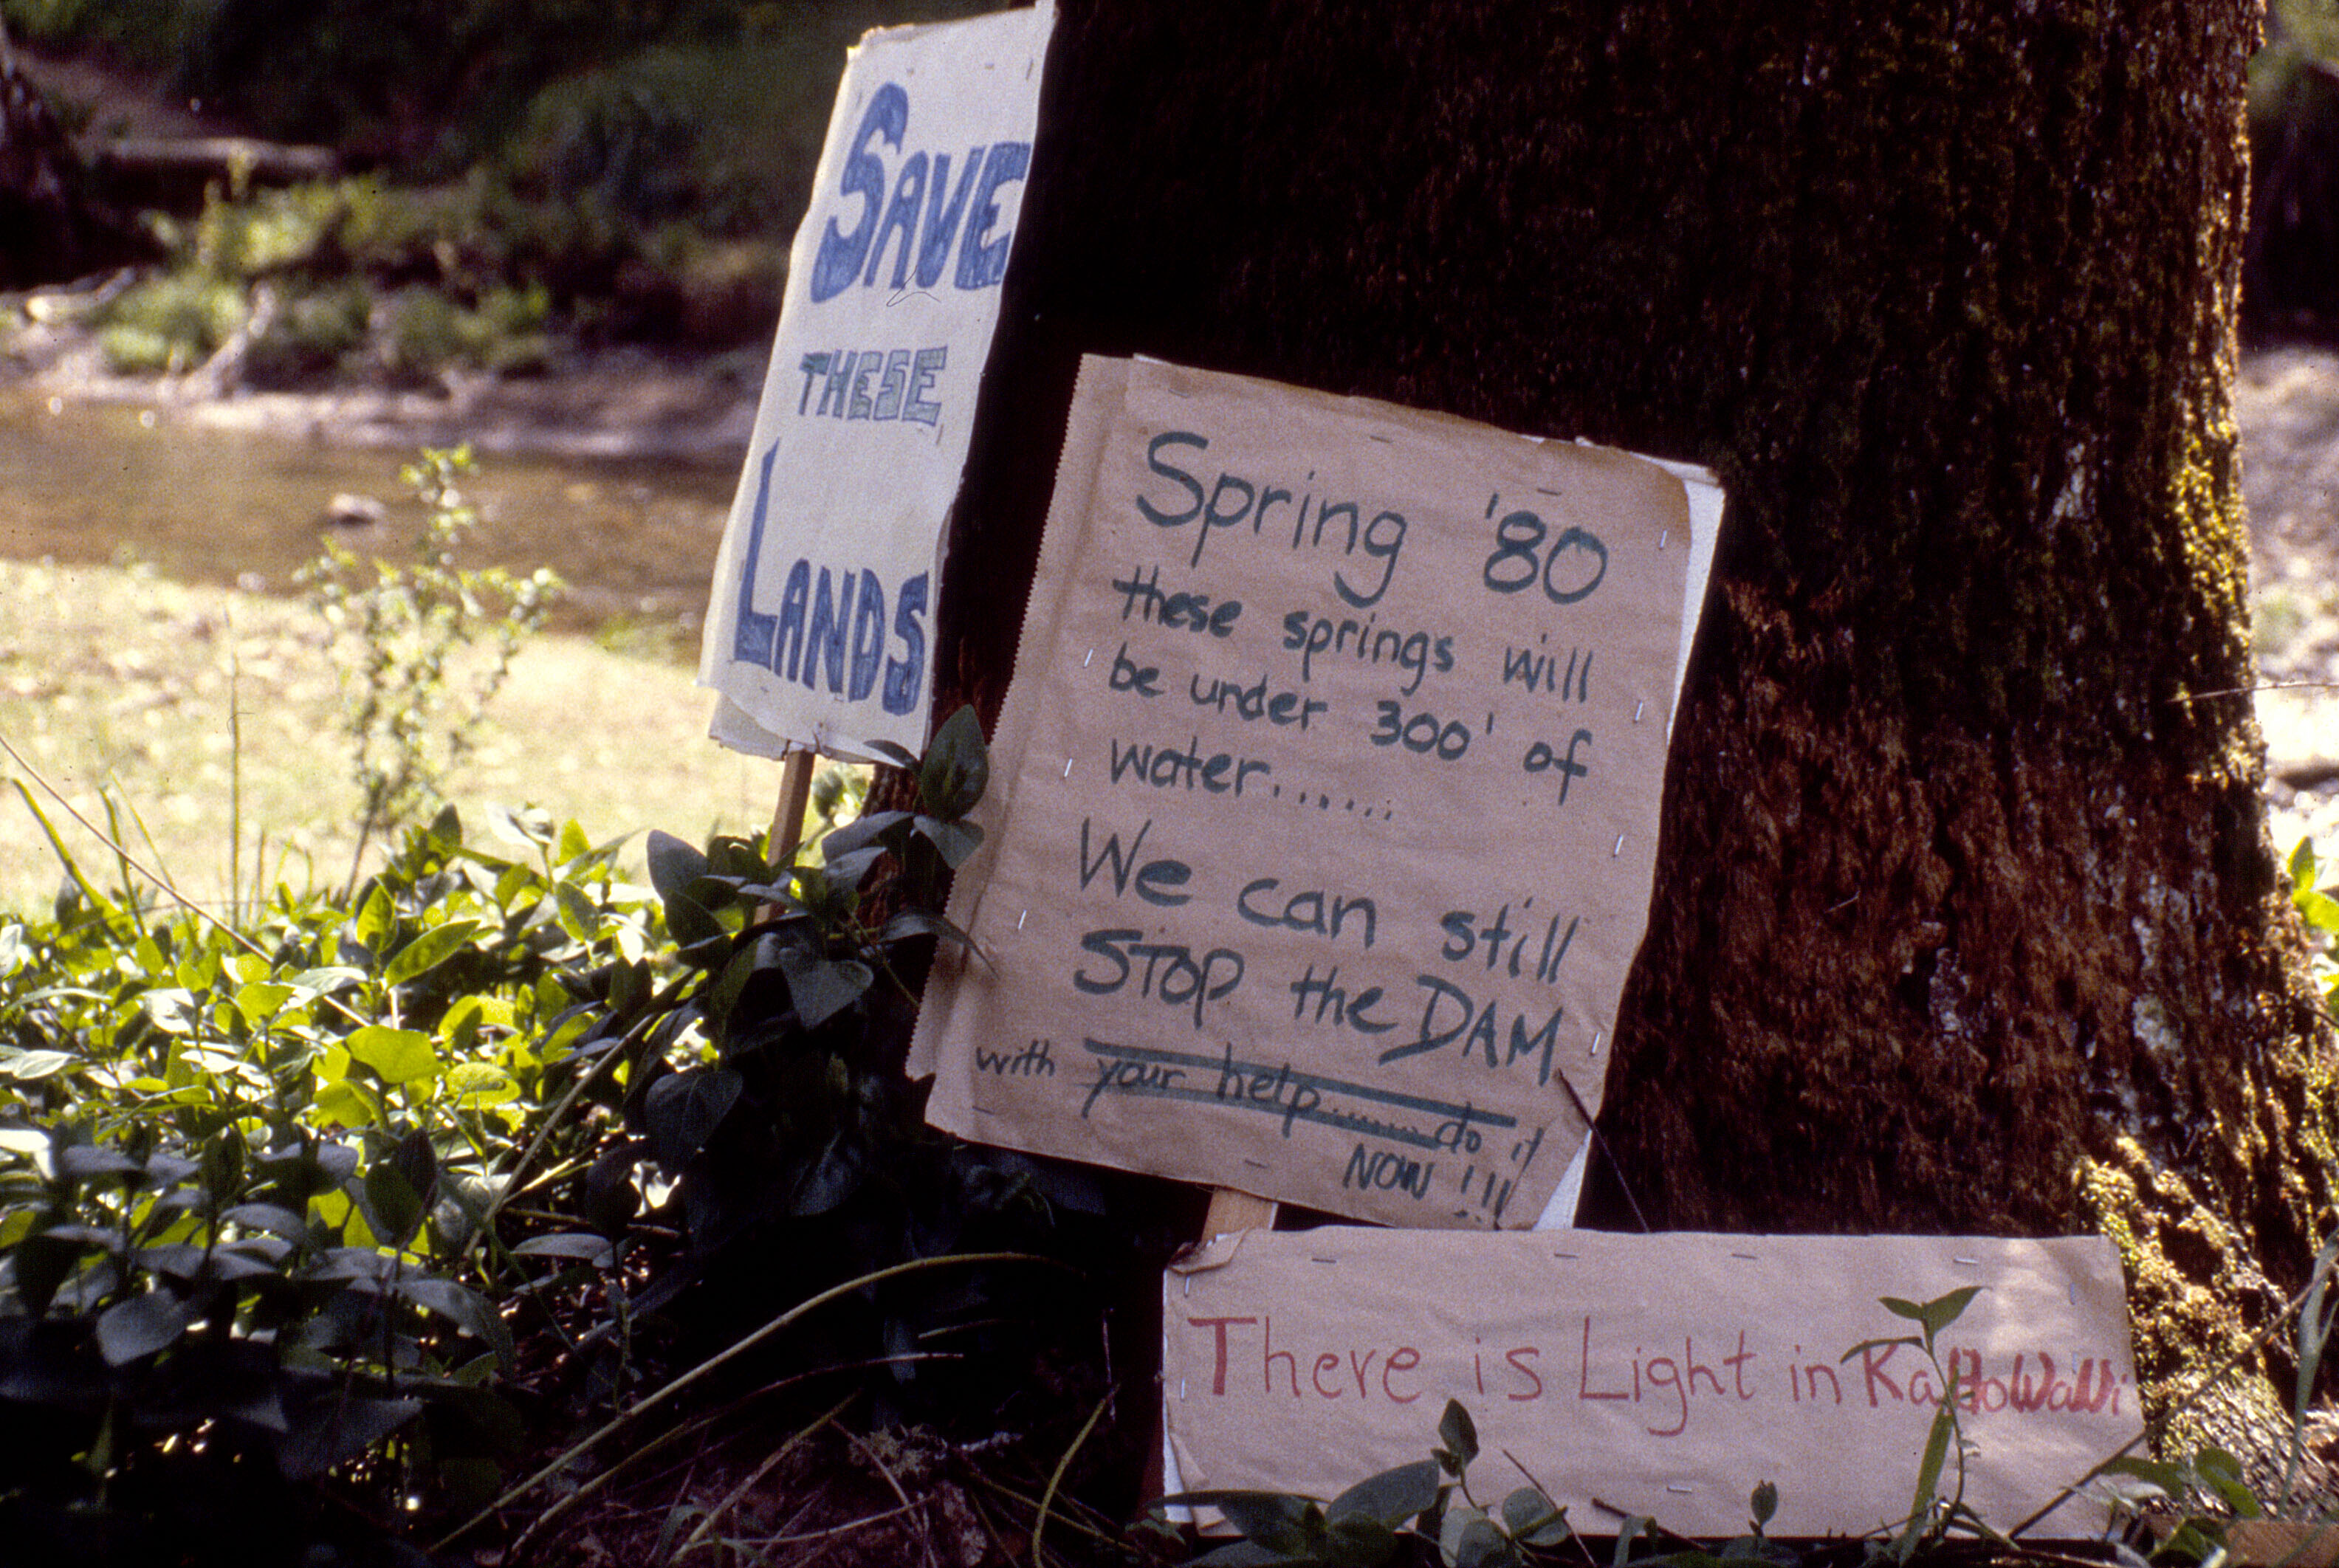 SAVE
THESE
LANDS
Spring '80
these springs will
be under 300' of
water......
We can still
STOP the DAM
with your help........do it
NOW!!!
There is Light in